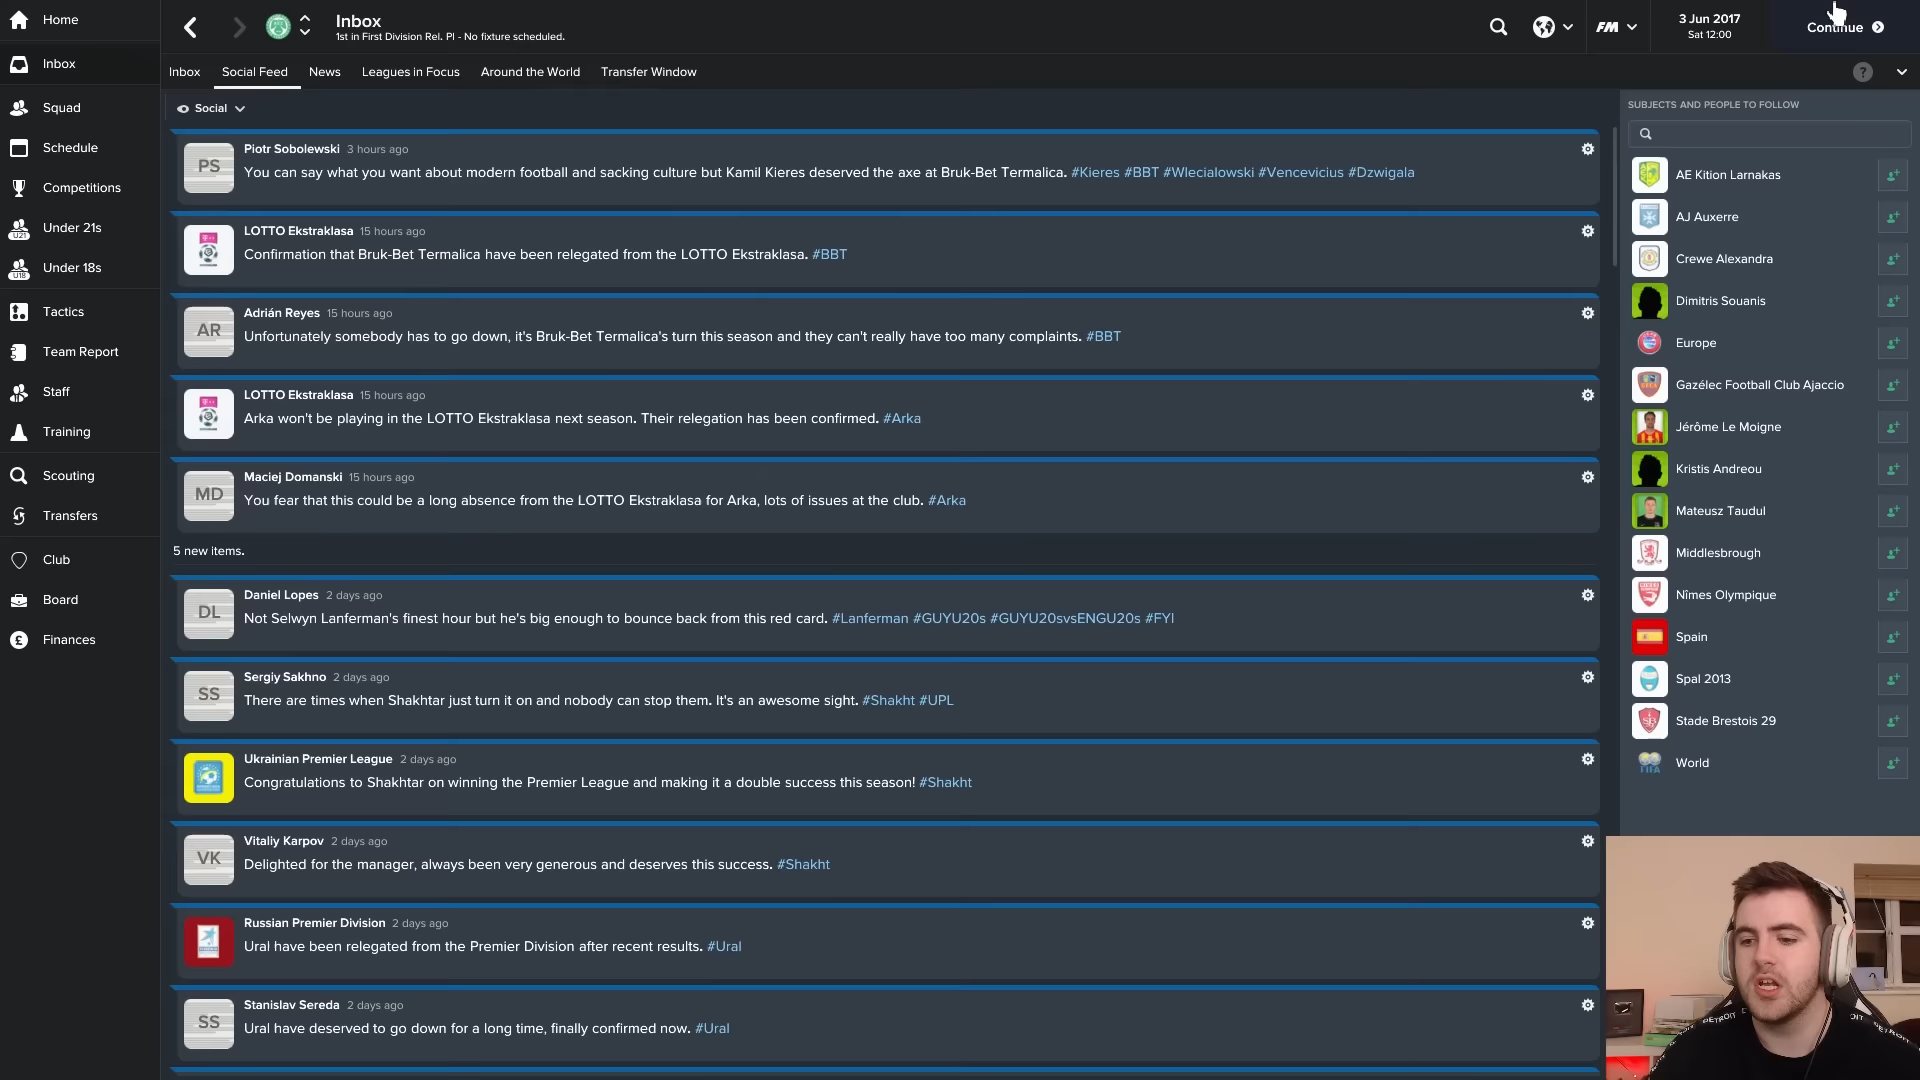 Home
Inbox
Squad
Schedule
Competitions
Under 21s
Under 18s
Tactics
Team Report
Staff
Training
Scouting
Transfers
Club
Board
Finances
Inbox
1st in First Division Rel. Pl - No fixture scheduled.
FM
3 Jun 2017
Sat 12:00
Continue
Inbox
Social Feed
News
Leagues in Focus
Around the World
Transfer Window
?
Social
PS
Piotr Sobolewski 3 hours ago
You can say what you want about modern football and sacking culture but Kamil Kieres deserved the axe at Bruk-Bet Termalica. #Kieres #BBT #Wlecialowski #Vencevicius #Dzwigala
LOTTO Ekstraklasa 15 hours ago
Confirmation that Bruk-Bet Termalica have been relegated from the LOTTO Ekstraklasa. #BBT
AR
Adrián Reyes 15 hours ago
Unfortunately somebody has to go down, it's Bruk-Bet Termalica's turn this season and they can't really have too many complaints. #BBT
LOTTO Ekstraklasa 15 hours ago
Arka won't be playing in the LOTTO Ekstraklasa next season. Their relegation has been confirmed. #Arka
MD
Maciej Domanski 15 hours ago
You fear that this could be a long absence from the LOTTO Ekstraklasa for Arka, lots of issues at the club. #Arka
5 new items.
DL
Daniel Lopes 2 days ago
Not Selwyn Lanferman's finest hour but he's big enough to bounce back from this red card. #Lanferman #GUYU20s #GUYU20svsENGU20s #FYI
SS
Sergiy Sakhno 2 days ago
There are times when Shakhtar just turn it on and nobody can stop them. It's an awesome sight. #Shakht #UPL
Ukrainian Premier League 2 days ago
Congratulations to Shakhtar on winning the Premier League and making it a double success this season! #Shakht
VK
Vitaliy Karpov 2 days ago
Delighted for the manager, always been very generous and deserves this success. #Shakht
Russian Premier Division 2 days ago
Ural have been relegated from the Premier Division after recent results. #Ural
SS
Stanislav Sereda 2 days ago
Ural have deserved to go down for a long time, finally confirmed now. #Ural
SUBJECTS AND PEOPLE TO FOLLOW
AE Kition Larnakas
AJ Auxerre
Crewe Alexandra
Dimitris Souanis
Europe
Gazélec Football Club Ajaccio
Jérôme Le Moigne
Kristis Andreou
Mateusz Taudul
Middlesbrough
Nîmes Olympique
Spain
Spal 2013
Stade Brestois 29
World